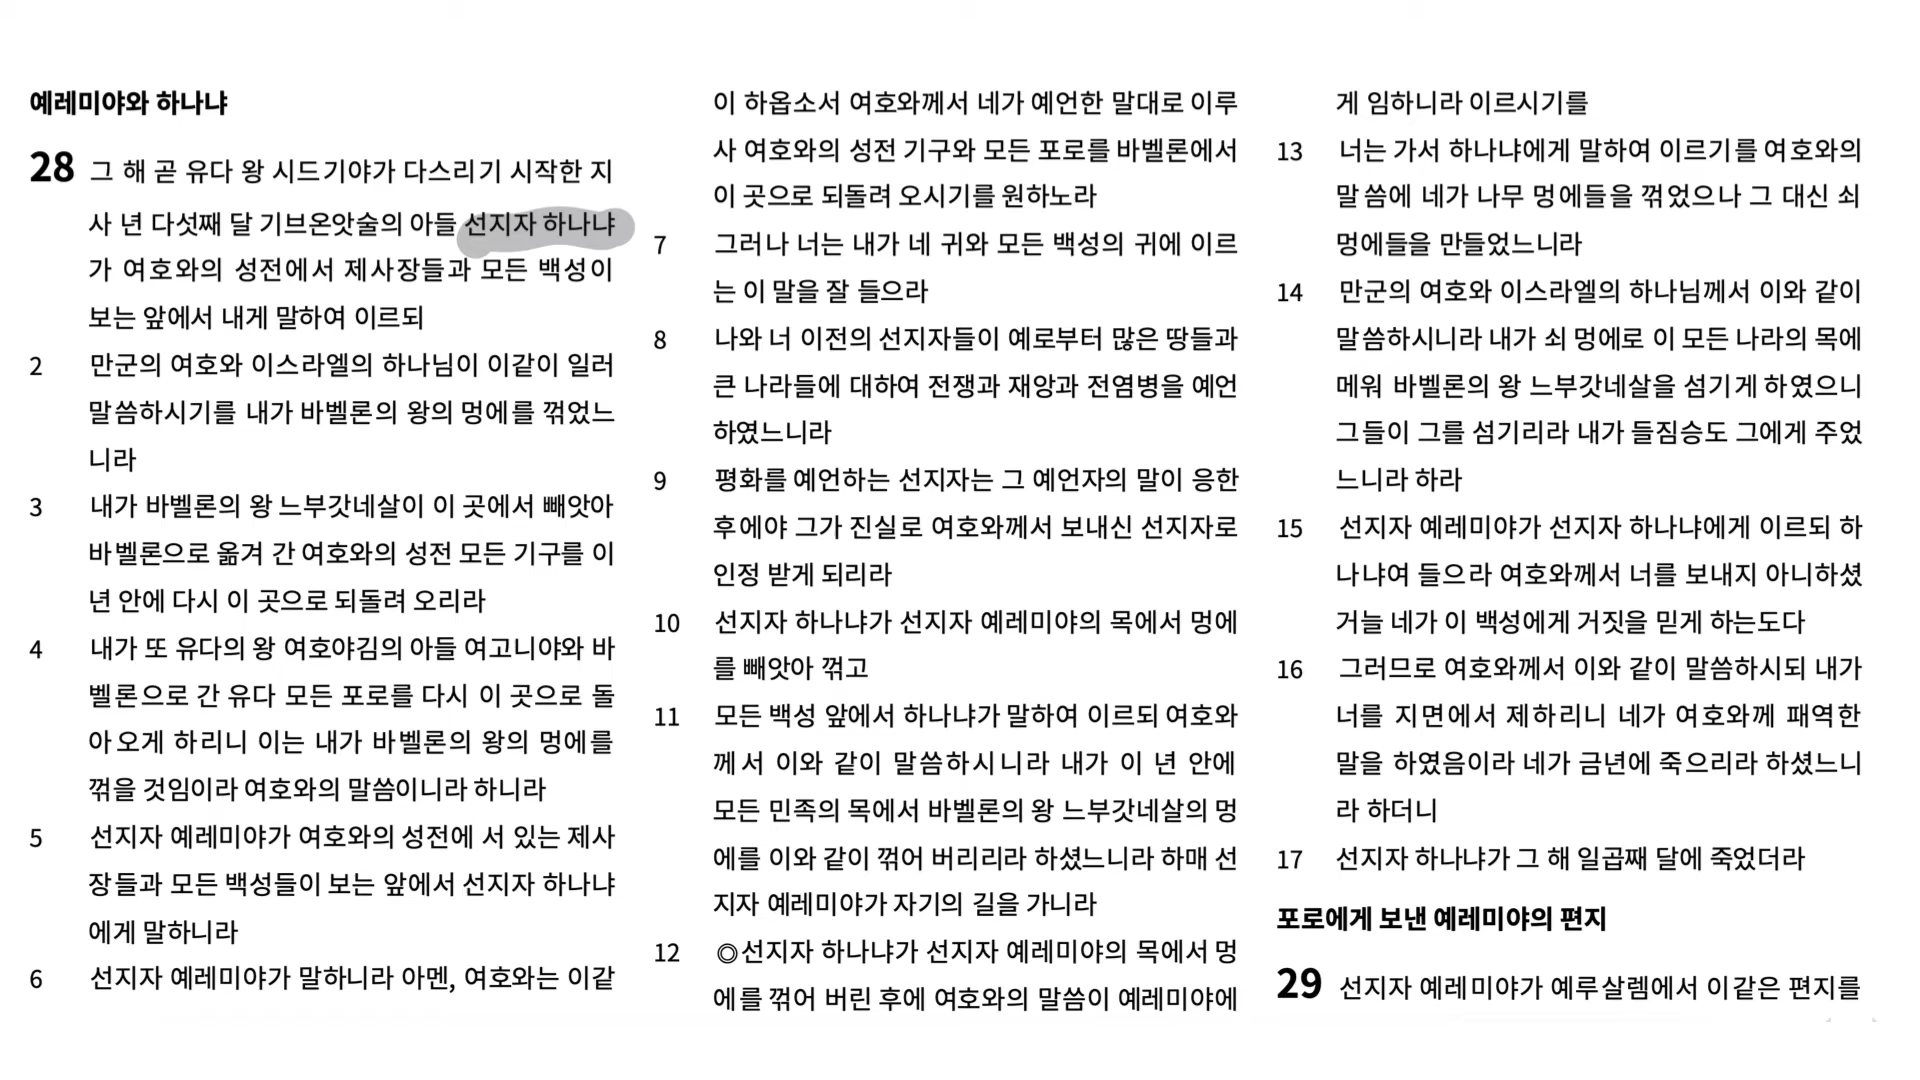 예레미야와 하나냐
28 그 해 곧 유다 왕 시드기야가 다스리기 시작한 지
사 년 다섯째 달 기브온앗술의 아들 선지자 하나냐
가 여호와의 성전에서 제사장들과 모든 백성이
보는 앞에서 내게 말하여 이르되
2 만군의 여호와 이스라엘의 하나님이 이같이 일러
말씀하시기를 내가 바벨론의 왕의 멍에를 꺾었느
니라
3 내가 바벨론의 왕 느부갓네살이 이 곳에서 빼앗아
바벨론으로 옮겨 간 여호와의 성전 모든 기구를 이
년 안에 다시 이 곳으로 되돌려 오리라
4 내가 또 유다의 왕 여호야김의 아들 여고니야와 바
벨론으로 간 유다 모든 포로를 다시 이 곳으로 돌
아오게 하리니 이는 내가 바벨론의 왕의 멍에를
꺾을 것임이라 여호와의 말씀이니라 하니라
5 선지자 예레미야가 여호와의 성전에 서 있는 제사
장들과 모든 백성들이 보는 앞에서 선지자 하나냐
에게 말하니라
6 선지자 예레미야가 말하니라 아멘, 여호와는 이같
이 하옵소서 여호와께서 네가 예언한 말대로 이루
사 여호와의 성전 기구와 모든 포로를 바벨론에서
이 곳으로 되돌려 오시기를 원하노라
7 그러나 너는 내가 네 귀와 모든 백성의 귀에 이르
는 이 말을 잘 들으라
8 나와 너 이전의 선지자들이 예로부터 많은 땅들과
큰 나라들에 대하여 전쟁과 재앙과 전염병을 예언
하였느니라
9 평화를 예언하는 선지자는 그 예언자의 말이 응한
후에야 그가 진실로 여호와께서 보내신 선지자로
인정 받게 되리라
10 선지자 하나냐가 선지자 예레미야의 목에서 멍에
를 빼앗아 꺾고
11 모든 백성 앞에서 하나냐가 말하여 이르되 여호와
께서 이와 같이 말씀하시니라 내가 이 년 안에
모든 민족의 목에서 바벨론의 왕 느부갓네살의 멍
에를 이와 같이 꺾어 버리리라 하셨느니라 하매 선
지자 예레미야가 자기의 길을 가니라
12 ◎선지자 하나냐가 선지자 예레미야의 목에서 멍
에를 꺾어 버린 후에 여호와의 말씀이 예레미야에
게 임하니라 이르시기를
13 너는 가서 하나냐에게 말하여 이르기를 여호와의
말씀에 네가 나무 멍에들을 꺾었으나 그 대신 쇠
멍에들을 만들었느니라
14 만군의 여호와 이스라엘의 하나님께서 이와 같이
말씀하시니라 내가 쇠 멍에로 이 모든 나라의 목에
메워 바벨론의 왕 느부갓네살을 섬기게 하였으니
그들이 그를 섬기리라 내가 들짐승도 그에게 주었
느니라 하라
15 선지자 예레미야가 선지자 하나냐에게 이르되 하
나냐여 들으라 여호와께서 너를 보내지 아니하셨
거늘 네가 이 백성에게 거짓을 믿게 하는도다
16 그러므로 여호와께서 이와 같이 말씀하시되 내가
너를 지면에서 제하리니 네가 여호와께 패역한
말을 하였음이라 네가 금년에 죽으리라 하셨느니
라 하더니
17 선지자 하나냐가 그 해 일곱째 달에 죽었더라
포로에게 보낸 예레미야의 편지
29 선지자 예레미야가 예루살렘에서 이같은 편지를